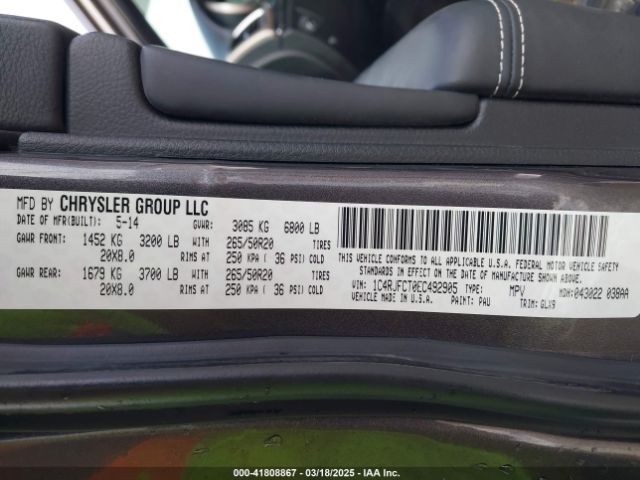 MFD BY CHRYSLER GROUP LLC
DATE OF MFR(BUILT): 5-14 GVWR: 3085 KG 6800 LB
GAWR FRONT: 1452 KG 3200 LB WITH 265/50R20 TIRES
20X8.0 RIMS AT 250 KPA ( 36 PSI) COLD
GAWR REAR: 1679 KG 3700 LB WITH 265/50R20 TIRES
20X8.0 RIMS AT 250 KPA ( 36 PSI) COLD
THIS VEHICLE CONFORMS TO ALL APPLICABLE U.S.A. FEDERAL MOTOR VEHICLE SAFETY
STANDARDS IN EFFECT ON THE DATE OF MANUFACTURE SHOWN ABOVE.
VIN: 1C4RJFCT0EC492905 TYPE: MPV MDH: 043022 038AA
MADE IN U.S.A. PAINT: PAU TRIM: GLX9
000-41808867 / 03/18/2025 - IAA Inc.